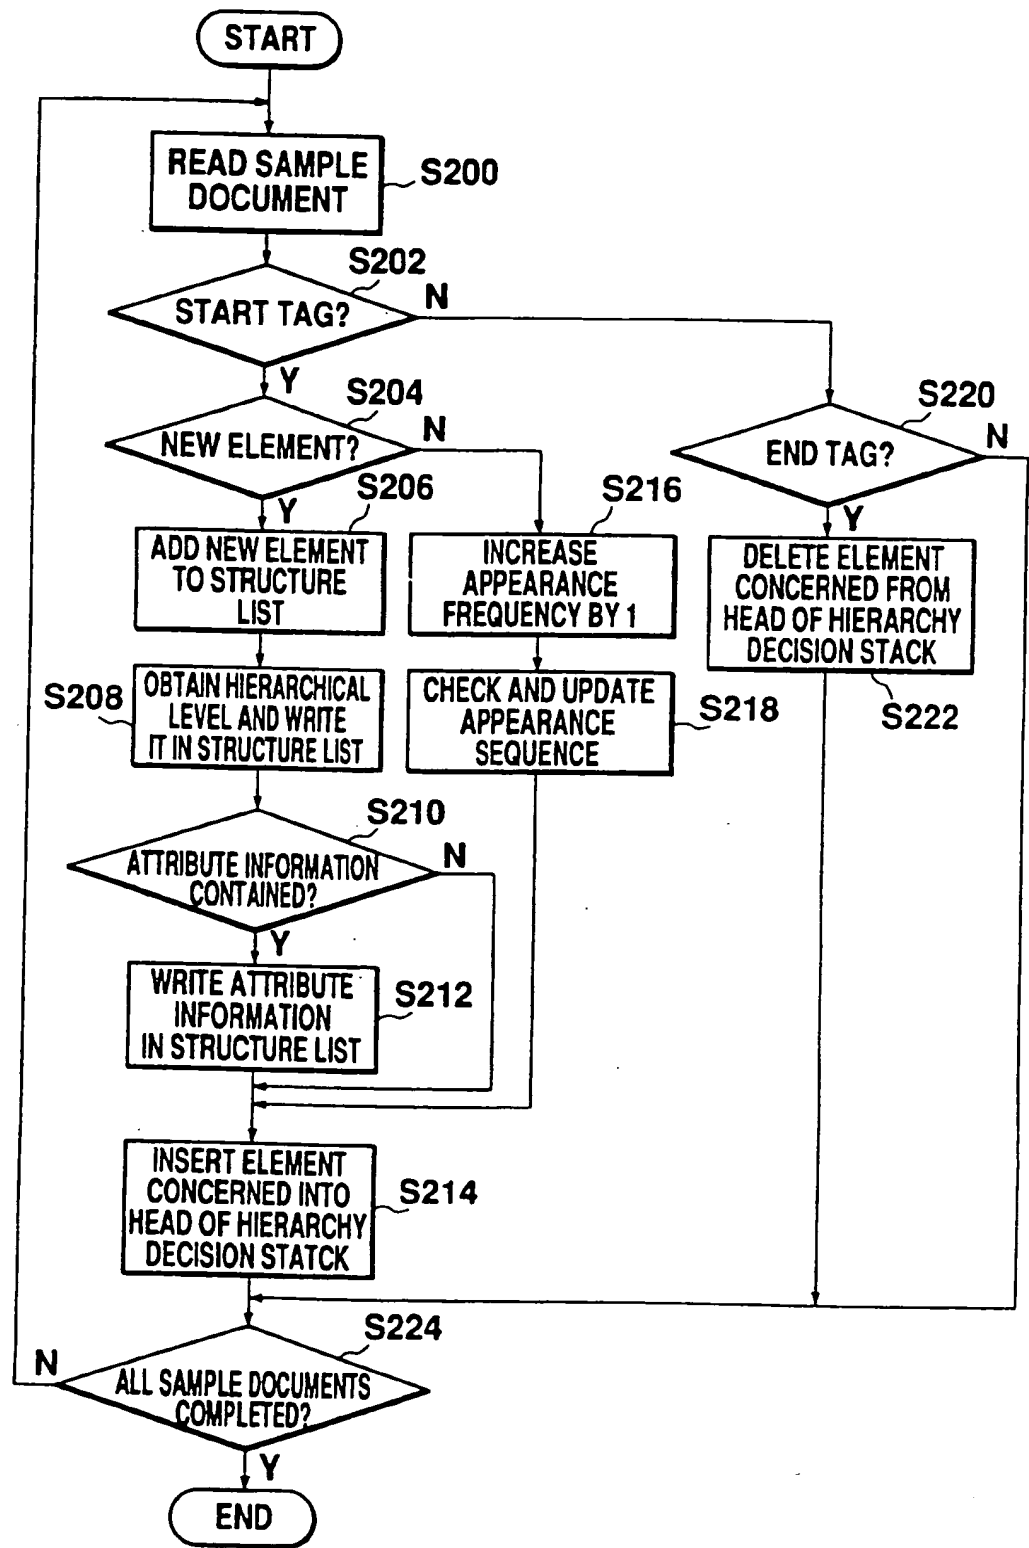 START
READ SAMPLE
DOCUMENT
S200
S202
START TAG?
N
Y
S204
NEW ELEMENT?
N
S220
END TAG?
N
Y
S206
Y
ADD NEW ELEMENT
TO STRUCTURE
LIST
S216
INCREASE
APPEARANCE
FREQUENCY BY 1
DELETE ELEMENT
CONCERNED FROM
HEAD OF HIERARCHY
DECISION STACK
S222
S208
OBTAIN HIERARCHICAL
LEVEL AND WRITE
IT IN STRUCTURE LIST
CHECK AND UPDATE
APPEARANCE
SEQUENCE
S218
S210
ATTRIBUTE INFORMATION
CONTAINED?
N
Y
WRITE ATTRIBUTE
INFORMATION
IN STRUCTURE LIST
S212
INSERT ELEMENT
CONCERNED INTO
HEAD OF HIERARCHY
DECISION STATCK
S214
S224
N
ALL SAMPLE DOCUMENTS
COMPLETED?
Y
END